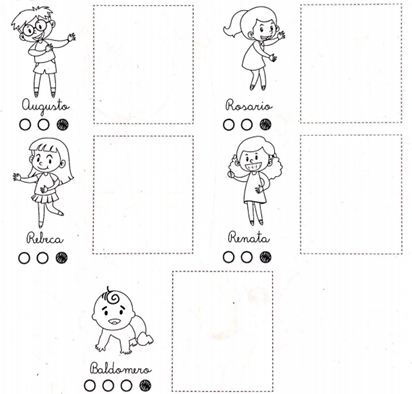 Augusto
Rosario
Rebeca
Renata
Baldomero